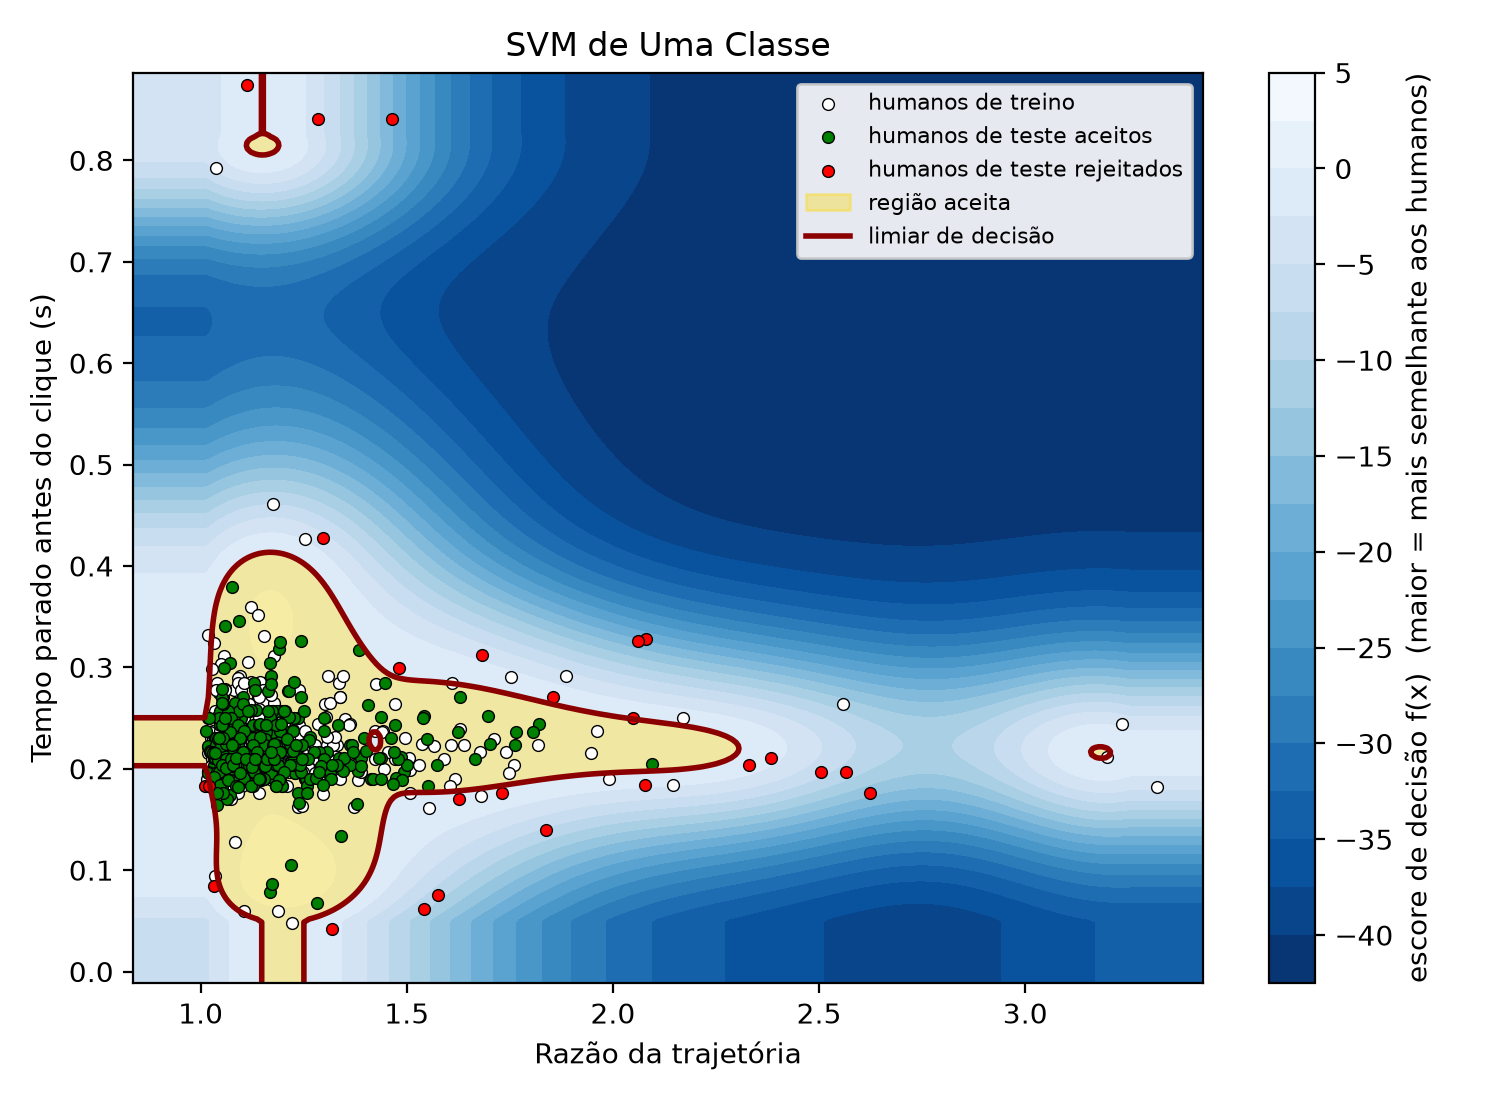 SVM de Uma Classe
humanos de treino
humanos de teste aceitos
humanos de teste rejeitados
região aceita
limiar de decisão
Tempo parado antes do clique (s)
0.8
0.7
0.6
0.5
0.4
0.3
0.2
0.1
0.0
1.0
1.5
2.0
2.5
3.0
Razão da trajetória
5
0
−5
−10
−15
−20
−25
−30
−35
−40
escore de decisão f(x)  (maior = mais semelhante aos humanos)